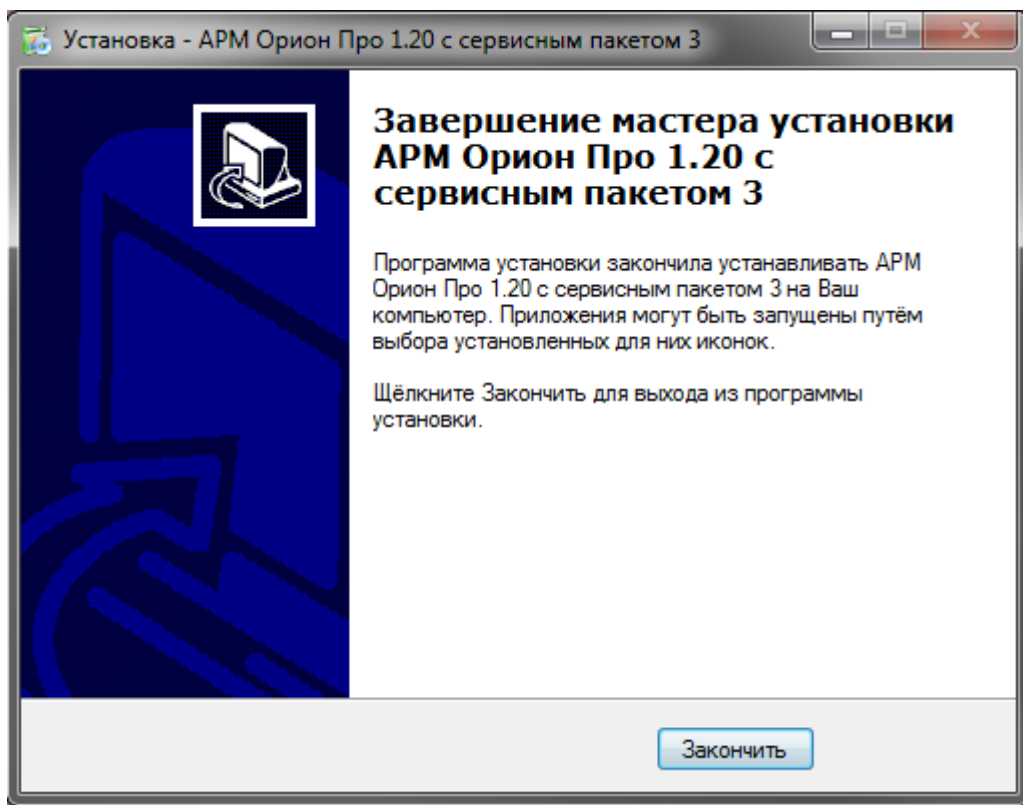 Установка - АРМ Орион Про 1.20 с сервисным пакетом 3
Завершение мастера установки
АРМ Орион Про 1.20 с
сервисным пакетом 3
Программа установки закончила устанавливать АРМ
Орион Про 1.20 с сервисным пакетом 3 на Ваш
компьютер. Приложения могут быть запущены путём
выбора установленных для них иконок.
Щёлкните Закончить для выхода из программы
установки.
Закончить